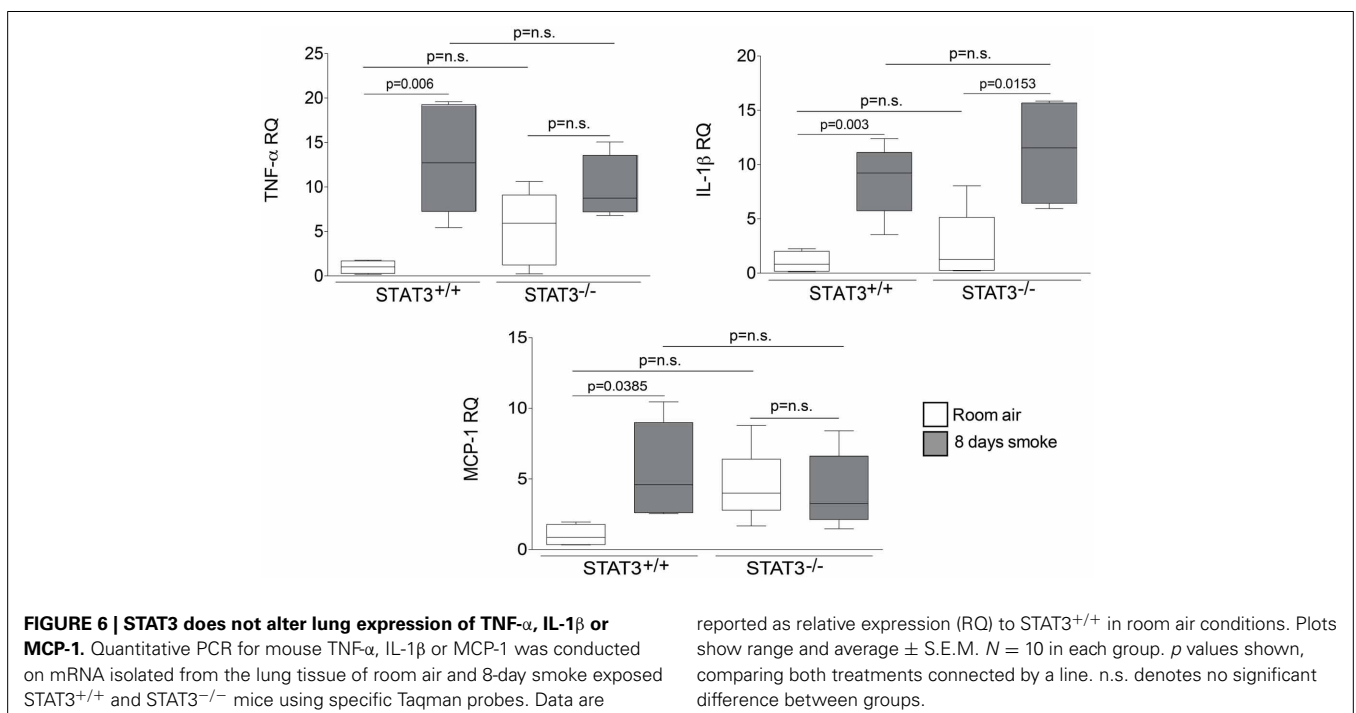 p=n.s.
p=n.s.
p=0.006
p=n.s.
TNF-α RQ
25
20
15
10
5
0
STAT3+/+ STAT3-/-
p=n.s.
p=0.0153
p=n.s.
p=0.003
IL-1β RQ
20
15
10
5
0
STAT3+/+ STAT3-/-
p=n.s.
p=n.s.
p=0.0385
p=n.s.
MCP-1 RQ
15
10
5
0
STAT3+/+ STAT3-/-
Room air
8 days smoke
FIGURE 6 | STAT3 does not alter lung expression of TNF-α, IL-1β or
MCP-1. Quantitative PCR for mouse TNF-α, IL-1β or MCP-1 was conducted
on mRNA isolated from the lung tissue of room air and 8-day smoke exposed
STAT3+/+ and STAT3−/− mice using specific Taqman probes. Data are
reported as relative expression (RQ) to STAT3+/+ in room air conditions. Plots
show range and average ± S.E.M. N = 10 in each group. p values shown,
comparing both treatments connected by a line. n.s. denotes no significant
difference between groups.